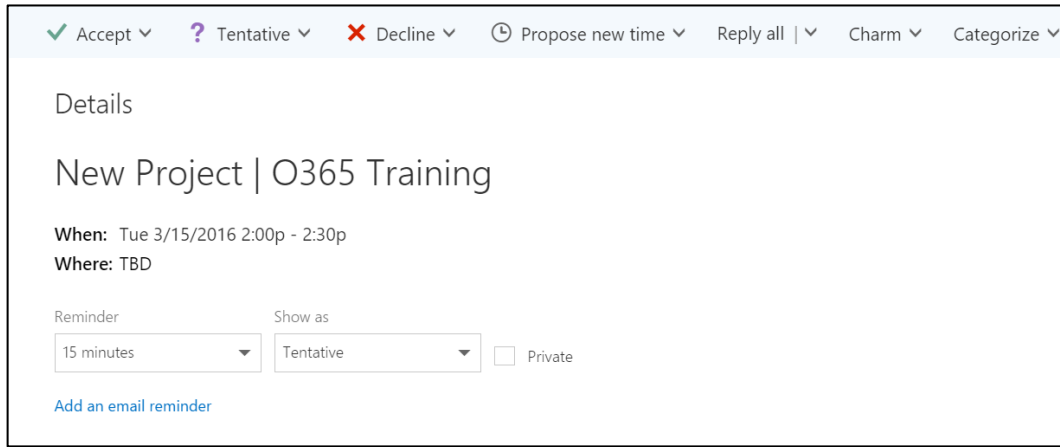 Accept ? Tentative Decline Propose new time Reply all | Charm Categorize
Details
New Project | O365 Training
When: Tue 3/15/2016 2:00p - 2:30p
Where: TBD
Reminder Show as
15 minutes Tentative Private
Add an email reminder